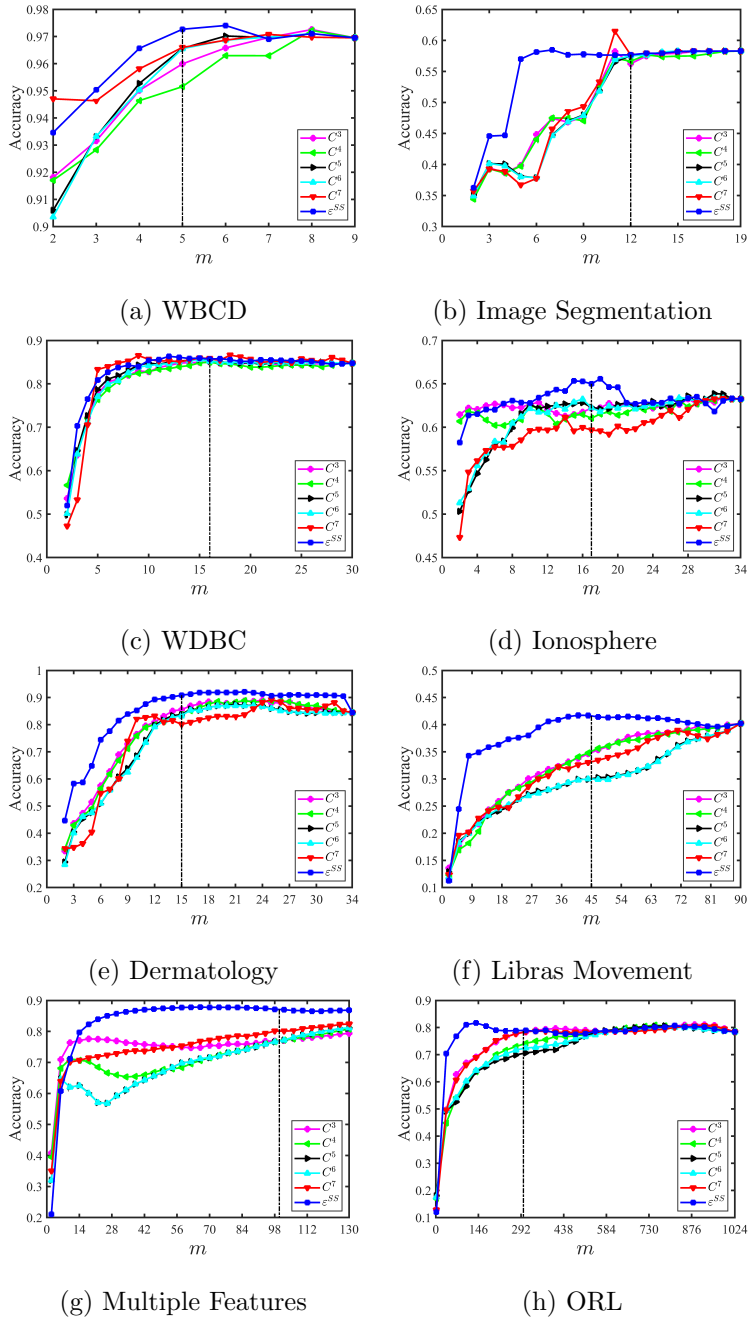 0.98
0.97
0.96
0.95
0.94
0.93
0.92
0.91
0.9
Accuracy
2 3 4 5 6 7 8 9
m
C³
C⁴
C⁵
C⁶
C⁷
ε^SS
(a) WBCD
0.65
0.6
0.55
0.5
0.45
0.4
0.35
0.3
Accuracy
0 3 6 9 12 15 19
m
C³
C⁴
C⁵
C⁶
C⁷
ε^SS
(b) Image Segmentation
0.9
0.8
0.7
0.6
0.5
0.4
Accuracy
0 5 10 15 20 25 30
m
C³
C⁴
C⁵
C⁶
C⁷
ε^SS
(c) WDBC
0.7
0.65
0.6
0.55
0.5
0.45
Accuracy
0 4 8 12 16 20 24 28 34
m
C³
C⁴
C⁵
C⁶
C⁷
ε^SS
(d) Ionosphere
1
0.9
0.8
0.7
0.6
0.5
0.4
0.3
0.2
Accuracy
0 3 6 9 12 15 18 21 24 27 30 34
m
C³
C⁴
C⁵
C⁶
C⁷
ε^SS
(e) Dermatology
0.5
0.45
0.4
0.35
0.3
0.25
0.2
0.15
0.1
Accuracy
0 9 18 27 36 45 54 63 72 81 90
m
C³
C⁴
C⁵
C⁶
C⁷
ε^SS
(f) Libras Movement
0.9
0.8
0.7
0.6
0.5
0.4
0.3
0.2
Accuracy
0 14 28 42 56 70 84 98 112 130
m
C³
C⁴
C⁵
C⁶
C⁷
ε^SS
(g) Multiple Features
0.9
0.8
0.7
0.6
0.5
0.4
0.3
0.2
0.1
Accuracy
0 146 292 438 584 730 876 1024
m
C³
C⁴
C⁵
C⁶
C⁷
ε^SS
(h) ORL